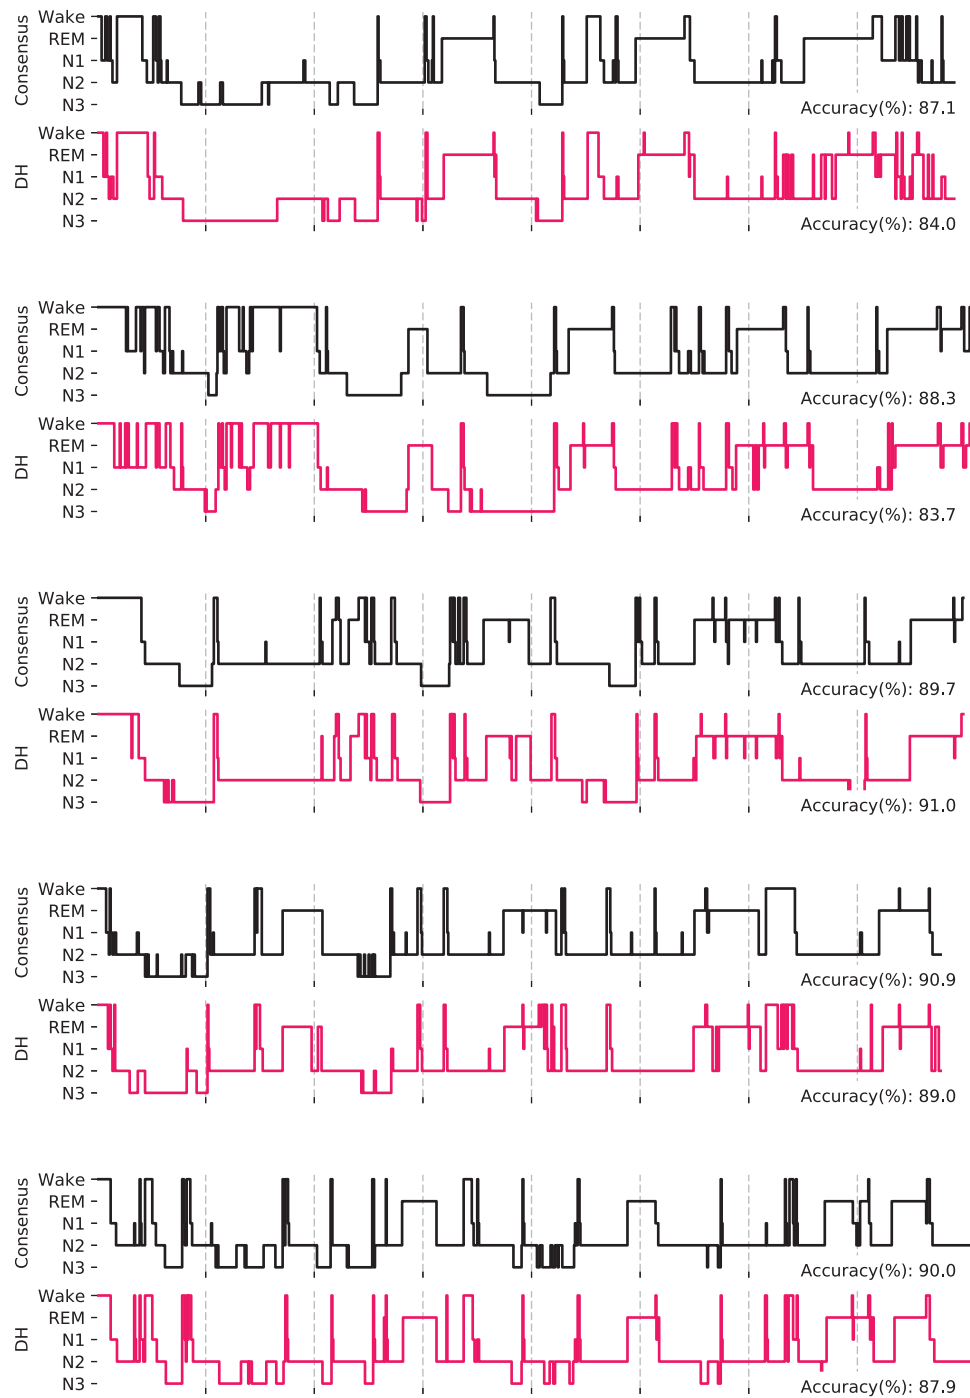 Consensus
Wake
REM
N1
N2
N3
Accuracy(%): 87.1
DH
Wake
REM
N1
N2
N3
Accuracy(%): 84.0
Consensus
Wake
REM
N1
N2
N3
Accuracy(%): 88.3
DH
Wake
REM
N1
N2
N3
Accuracy(%): 83.7
Consensus
Wake
REM
N1
N2
N3
Accuracy(%): 89.7
DH
Wake
REM
N1
N2
N3
Accuracy(%): 91.0
Consensus
Wake
REM
N1
N2
N3
Accuracy(%): 90.9
DH
Wake
REM
N1
N2
N3
Accuracy(%): 89.0
Consensus
Wake
REM
N1
N2
N3
Accuracy(%): 90.0
DH
Wake
REM
N1
N2
N3
Accuracy(%): 87.9